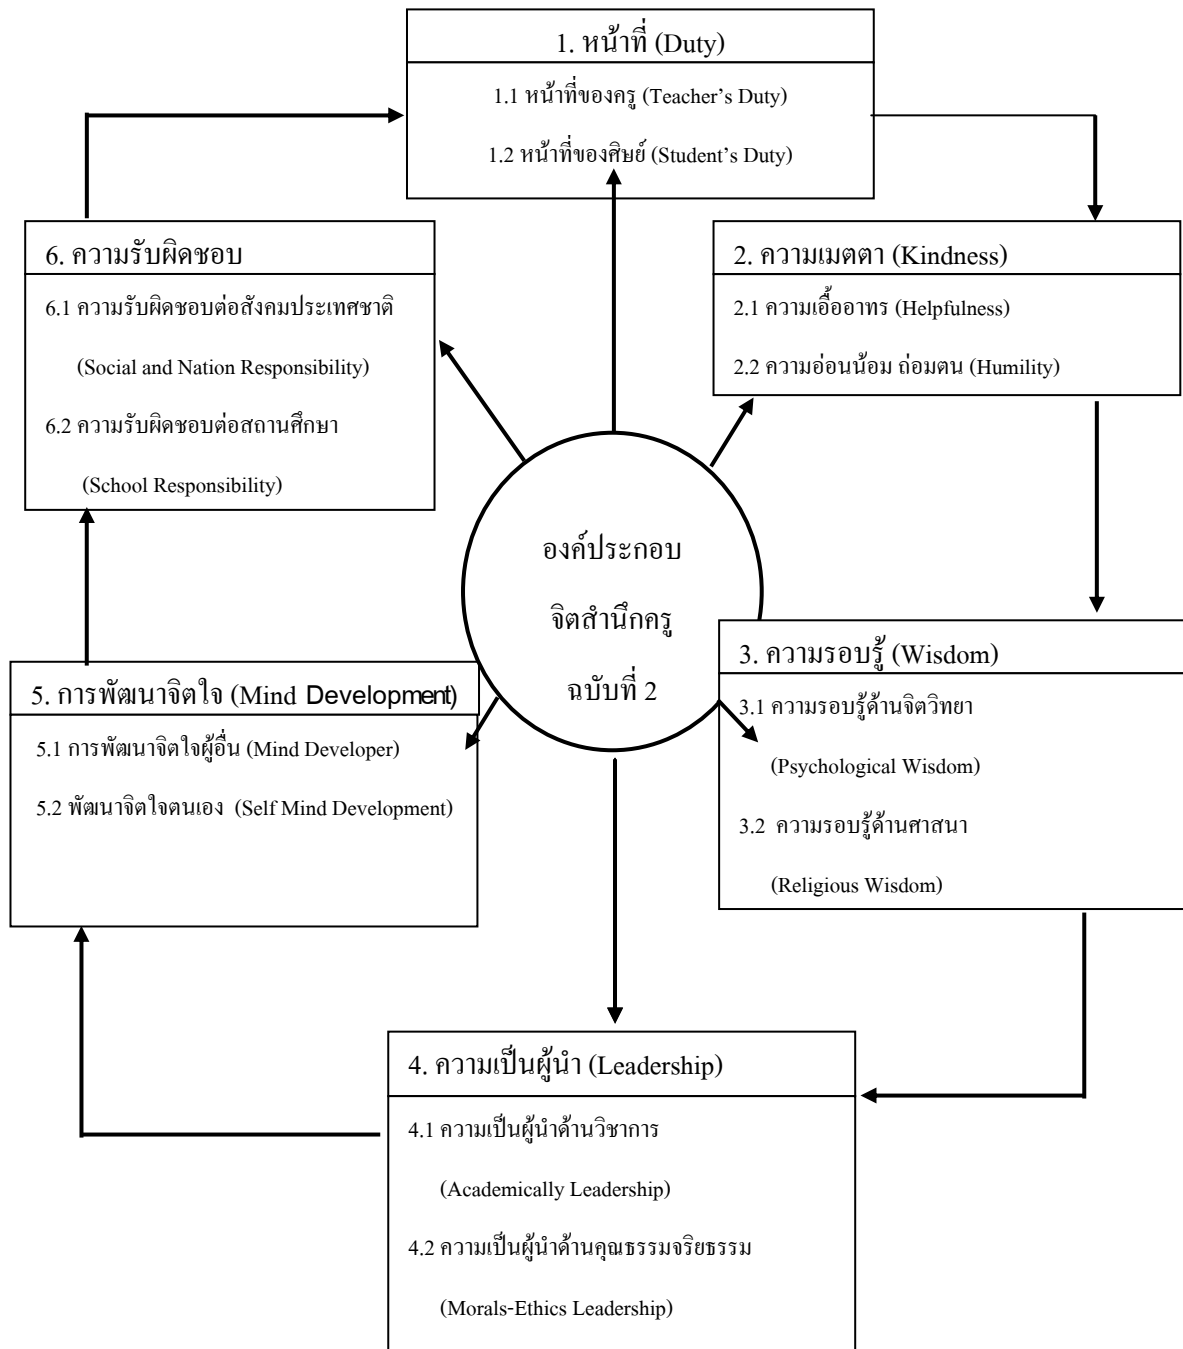 1. หน้าที่ (Duty)
1.1 หน้าที่ของครู (Teacher’s Duty)
1.2 หน้าที่ของศิษย์ (Student’s Duty)
2. ความเมตตา (Kindness)
2.1 ความเอื้ออาทร (Helpfulness)
2.2 ความอ่อนน้อม ถ่อมตน (Humility)
3. ความรอบรู้ (Wisdom)
3.1 ความรอบรู้ด้านจิตวิทยา
(Psychological Wisdom)
3.2 ความรอบรู้ด้านศาสนา
(Religious Wisdom)
4. ความเป็นผู้นำ (Leadership)
4.1 ความเป็นผู้นำด้านวิชาการ
(Academically Leadership)
4.2 ความเป็นผู้นำด้านคุณธรรมจริยธรรม
(Morals-Ethics Leadership)
5. การพัฒนาจิตใจ (Mind Development)
5.1 การพัฒนาจิตใจผู้อื่น (Mind Developer)
5.2 พัฒนาจิตใจตนเอง (Self Mind Development)
6. ความรับผิดชอบ
6.1 ความรับผิดชอบต่อสังคมประเทศชาติ
(Social and Nation Responsibility)
6.2 ความรับผิดชอบต่อสถานศึกษา
(School Responsibility)
องค์ประกอบ
จิตสำนึกครู
ฉบับที่ 2